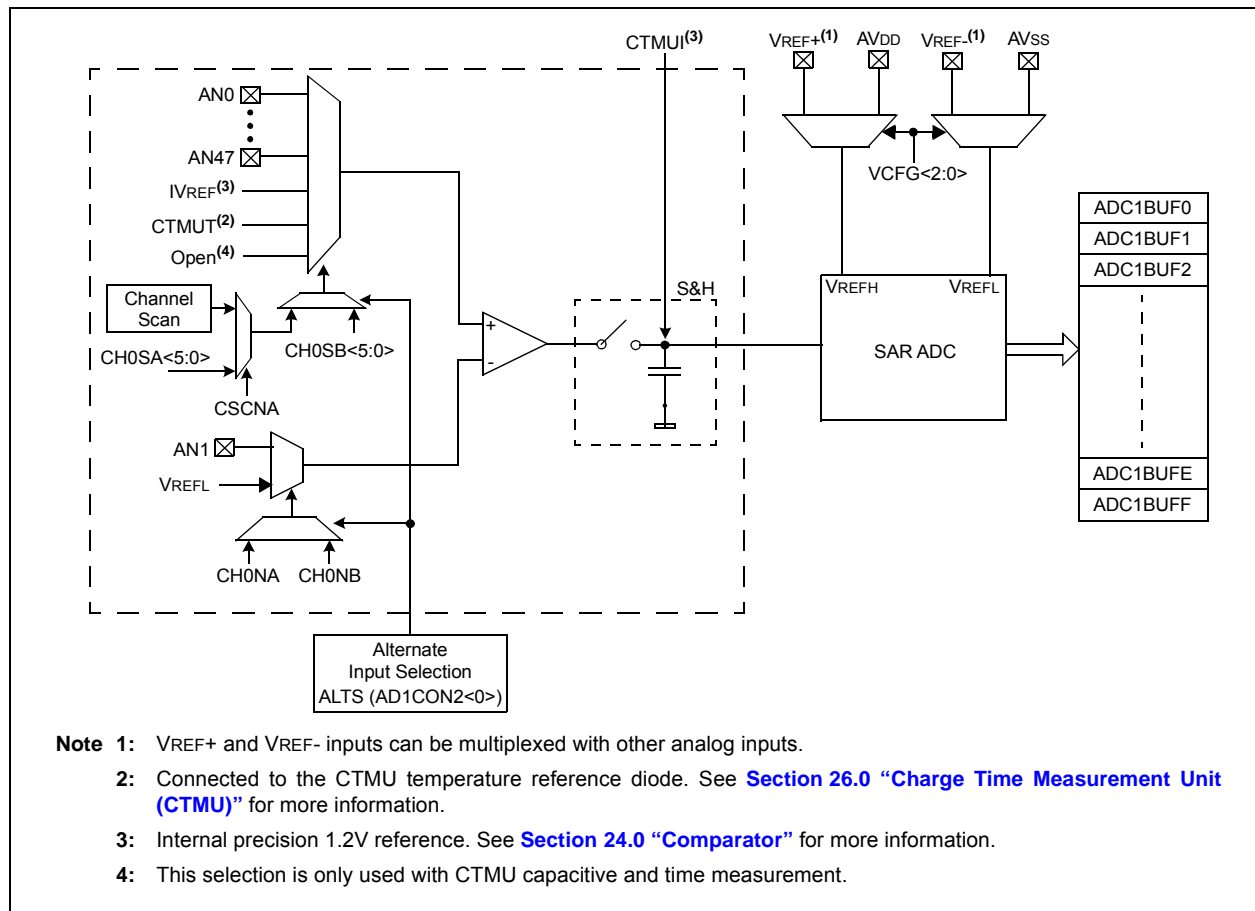 CTMUI(3)
VREF+(1) AVDD VREF-(1) AVSS
AN0
AN47
IVREF(3)
CTMUT(2)
Open(4)
VCFG<2:0>
ADC1BUF0
ADC1BUF1
ADC1BUF2
Channel
Scan
S&H
VREFH VREFL
CH0SA<5:0>
CH0SB<5:0>
+
-
SAR ADC
CSCNA
AN1
VREFL
ADC1BUFE
ADC1BUFF
CH0NA CH0NB
Alternate
Input Selection
ALTS (AD1CON2<0>)
Note 1: VREF+ and VREF- inputs can be multiplexed with other analog inputs.
2: Connected to the CTMU temperature reference diode. See Section 26.0 “Charge Time Measurement Unit
(CTMU)” for more information.
3: Internal precision 1.2V reference. See Section 24.0 “Comparator” for more information.
4: This selection is only used with CTMU capacitive and time measurement.